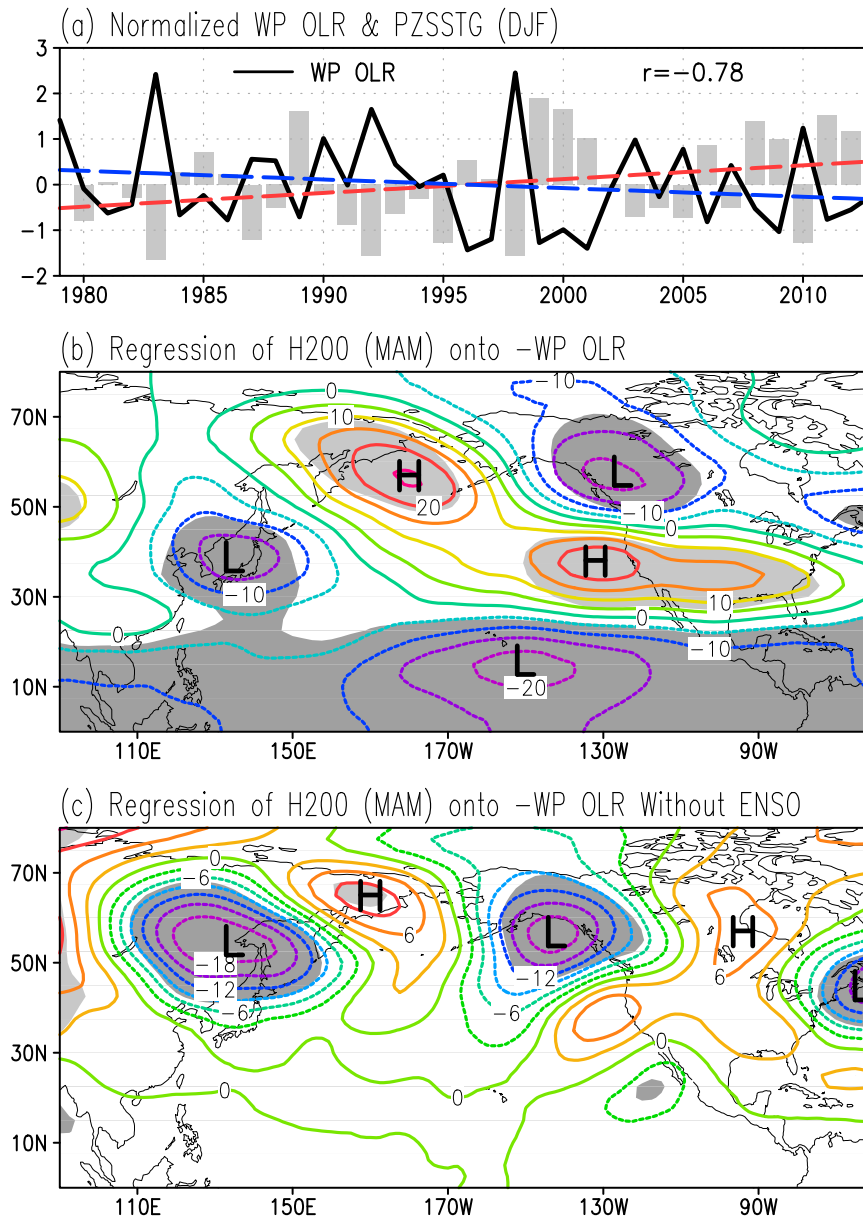 (a) Normalized WP OLR & PZSSTG (DJF)
3
WP OLR r=−0.78
2
1
0
−1
−2
1980 1985 1990 1995 2000 2005 2010
(b) Regression of H200 (MAM) onto −WP OLR
0 −10
70N 10
H L
20
50N −10
0 0
L H
−10 10
30N
0 0
−10
L
−20
10N
110E 150E 170W 130W 90W
(c) Regression of H200 (MAM) onto −WP OLR Without ENSO
0
70N −6
H
6 H
L L
50N −18 −12 6
−12 L
−6
30N 0
0 0
10N
110E 150E 170W 130W 90W